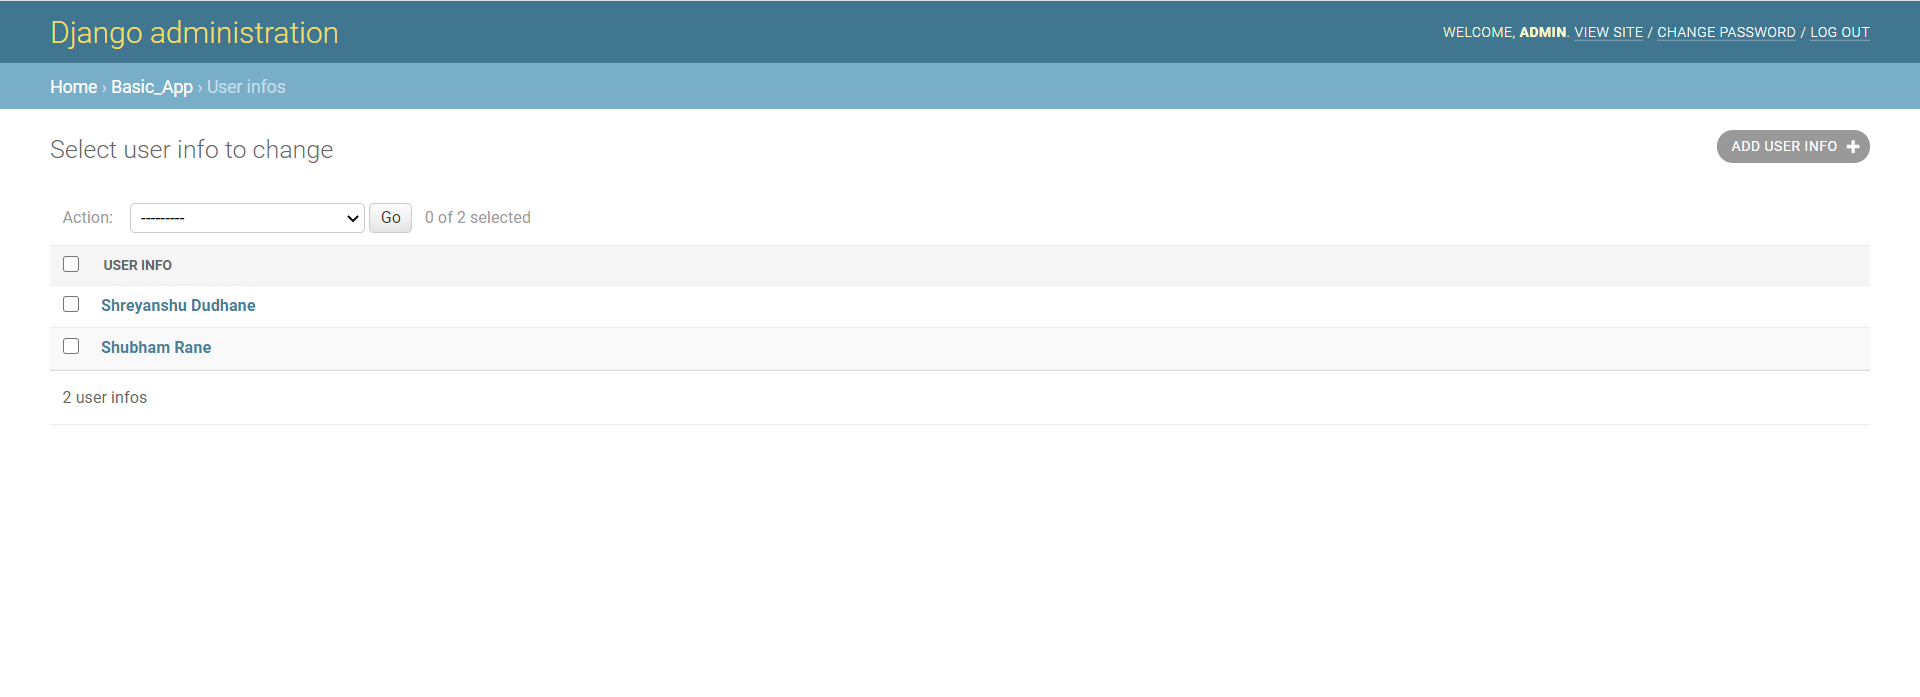 Django administration
WELCOME, ADMIN. VIEW SITE / CHANGE PASSWORD / LOG OUT
Home › Basic_App › User infos
Select user info to change
ADD USER INFO +
Action: --------- Go 0 of 2 selected
USER INFO
Shreyanshu Dudhane
Shubham Rane
2 user infos